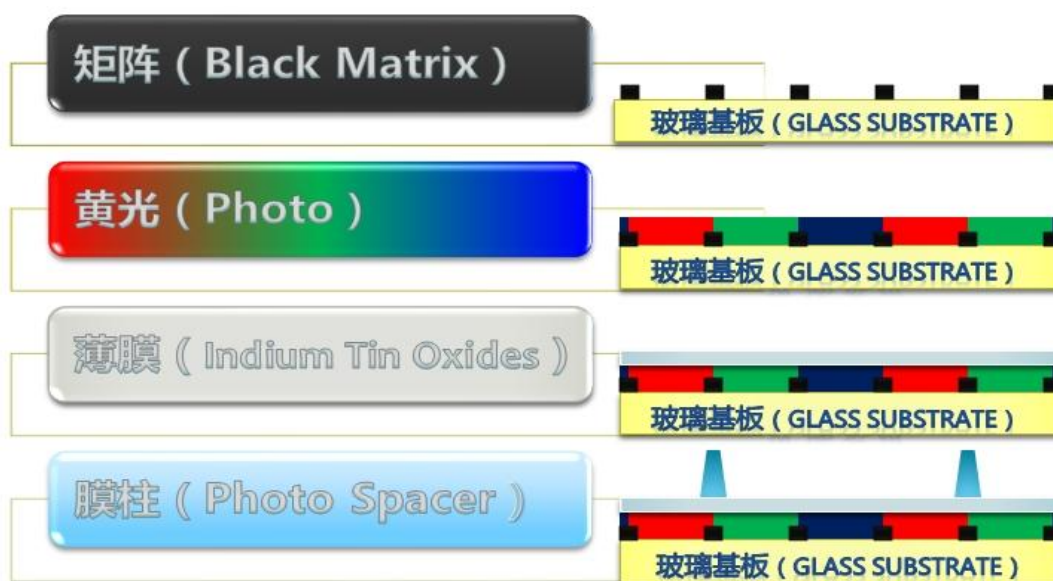 矩阵（Black Matrix）
玻璃基板（GLASS SUBSTRATE）
黄光（Photo）
玻璃基板（GLASS SUBSTRATE）
薄膜（Indium Tin Oxides）
玻璃基板（GLASS SUBSTRATE）
膜柱（Photo Spacer）
玻璃基板（GLASS SUBSTRATE）